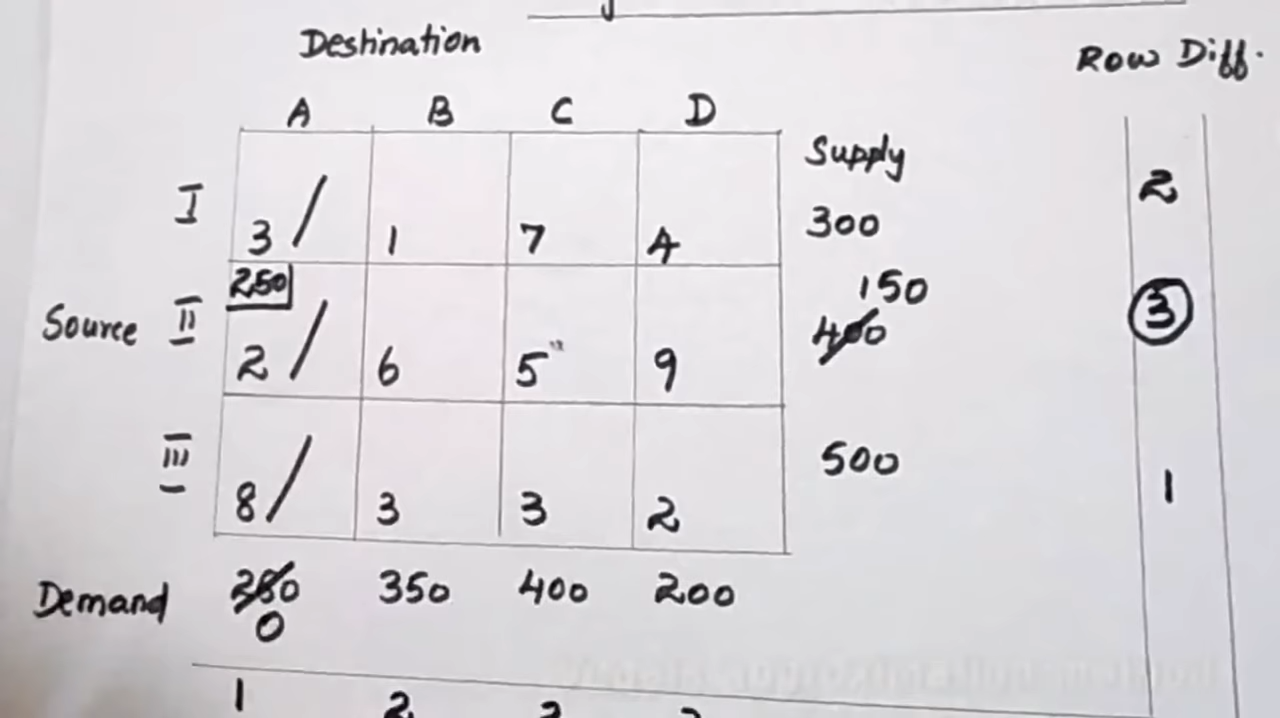 Destination
Row Diff.
A B C D
Supply
I 3 1 7 4 300 2
250 150
Source II 2 6 5 9 400 3
III 8 3 3 2 500 1
Demand 250 350 400 200
0
1 2